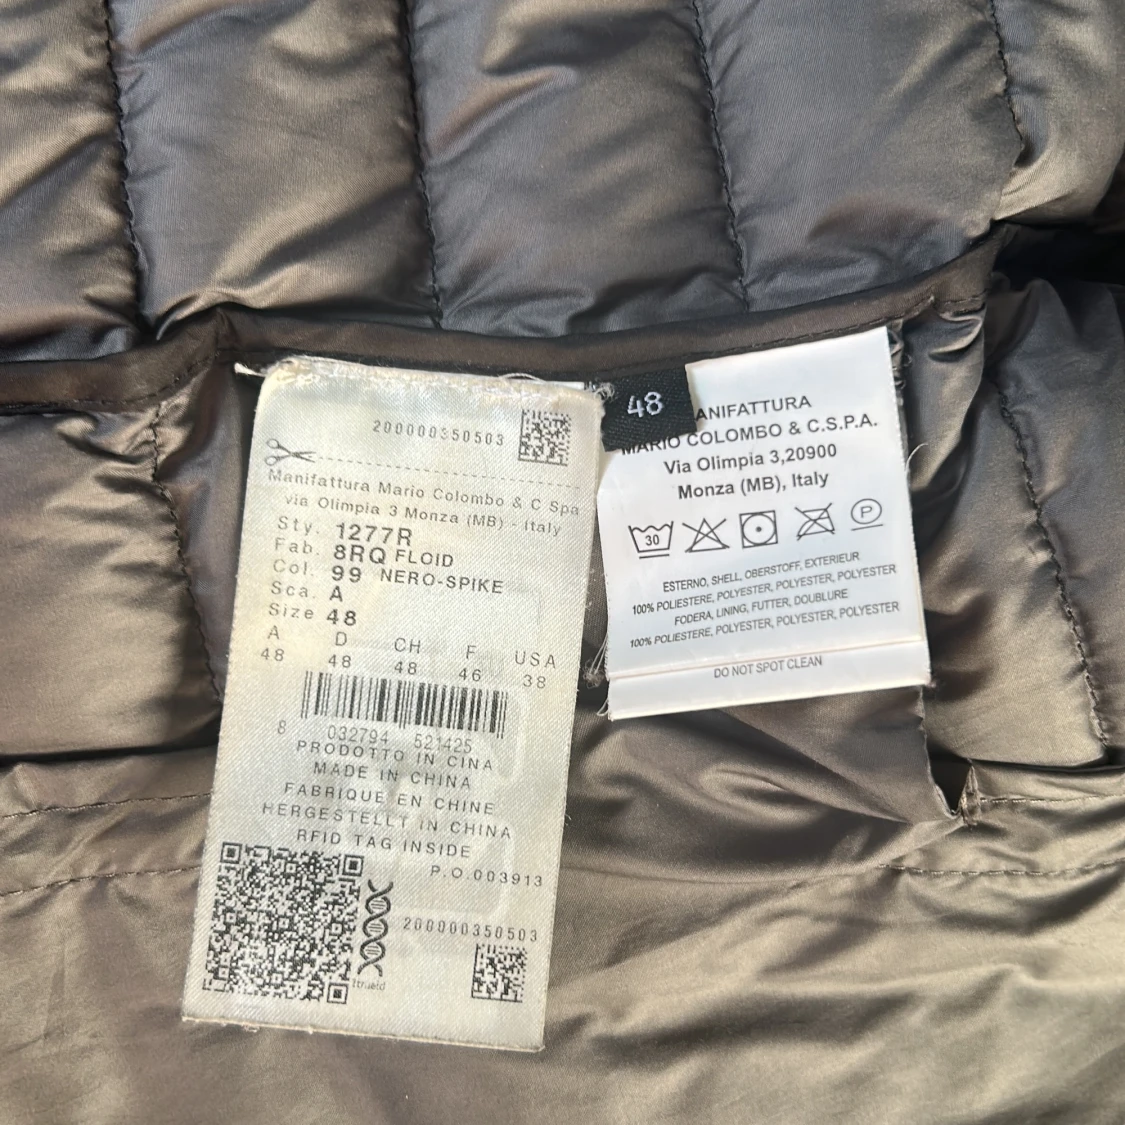 200000350503
Manifattura Mario Colombo & C Spa
via Olimpia 3 Monza (MB) - Italy
Sty. 1277R
Fab. 8RQ FLOID
Col. 99 NERO-SPIKE
Sca. A
Size 48
A D CH F USA
48 48 48 46 38
8 032794 521425
PRODOTTO IN CINA
MADE IN CHINA
FABRIQUE EN CHINE
HERGESTELLT IN CHINA
RFID TAG INSIDE
P.O.003913
200000350503
48
ANIFATTURA
MARIO COLOMBO & C.S.P.A.
Via Olimpia 3,20900
Monza (MB), Italy
30
P
ESTERNO, SHELL, OBERSTOFF, EXTERIEUR
100% POLIESTERE, POLYESTER, POLYESTER, POLYESTER
FODERA, LINING, FUTTER, DOUBLURE
100% POLIESTERE, POLYESTER, POLYESTER, POLYESTER
DO NOT SPOT CLEAN